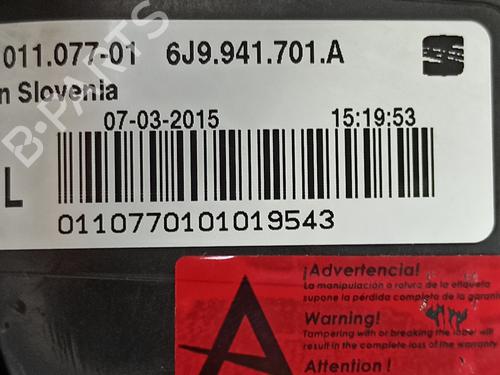 011.077-01 6J9.941.701.A
n Slovenia
07-03-2015 15:19:53
L
0110770101019543
B-PARTS
¡Advertencia!
La manipulación o rotura de la etiqueta
supone la pérdida completa de la garantí
Warning!
Tampering with or breaking the label will
result in the complete loss of the warranty
A
Attention !